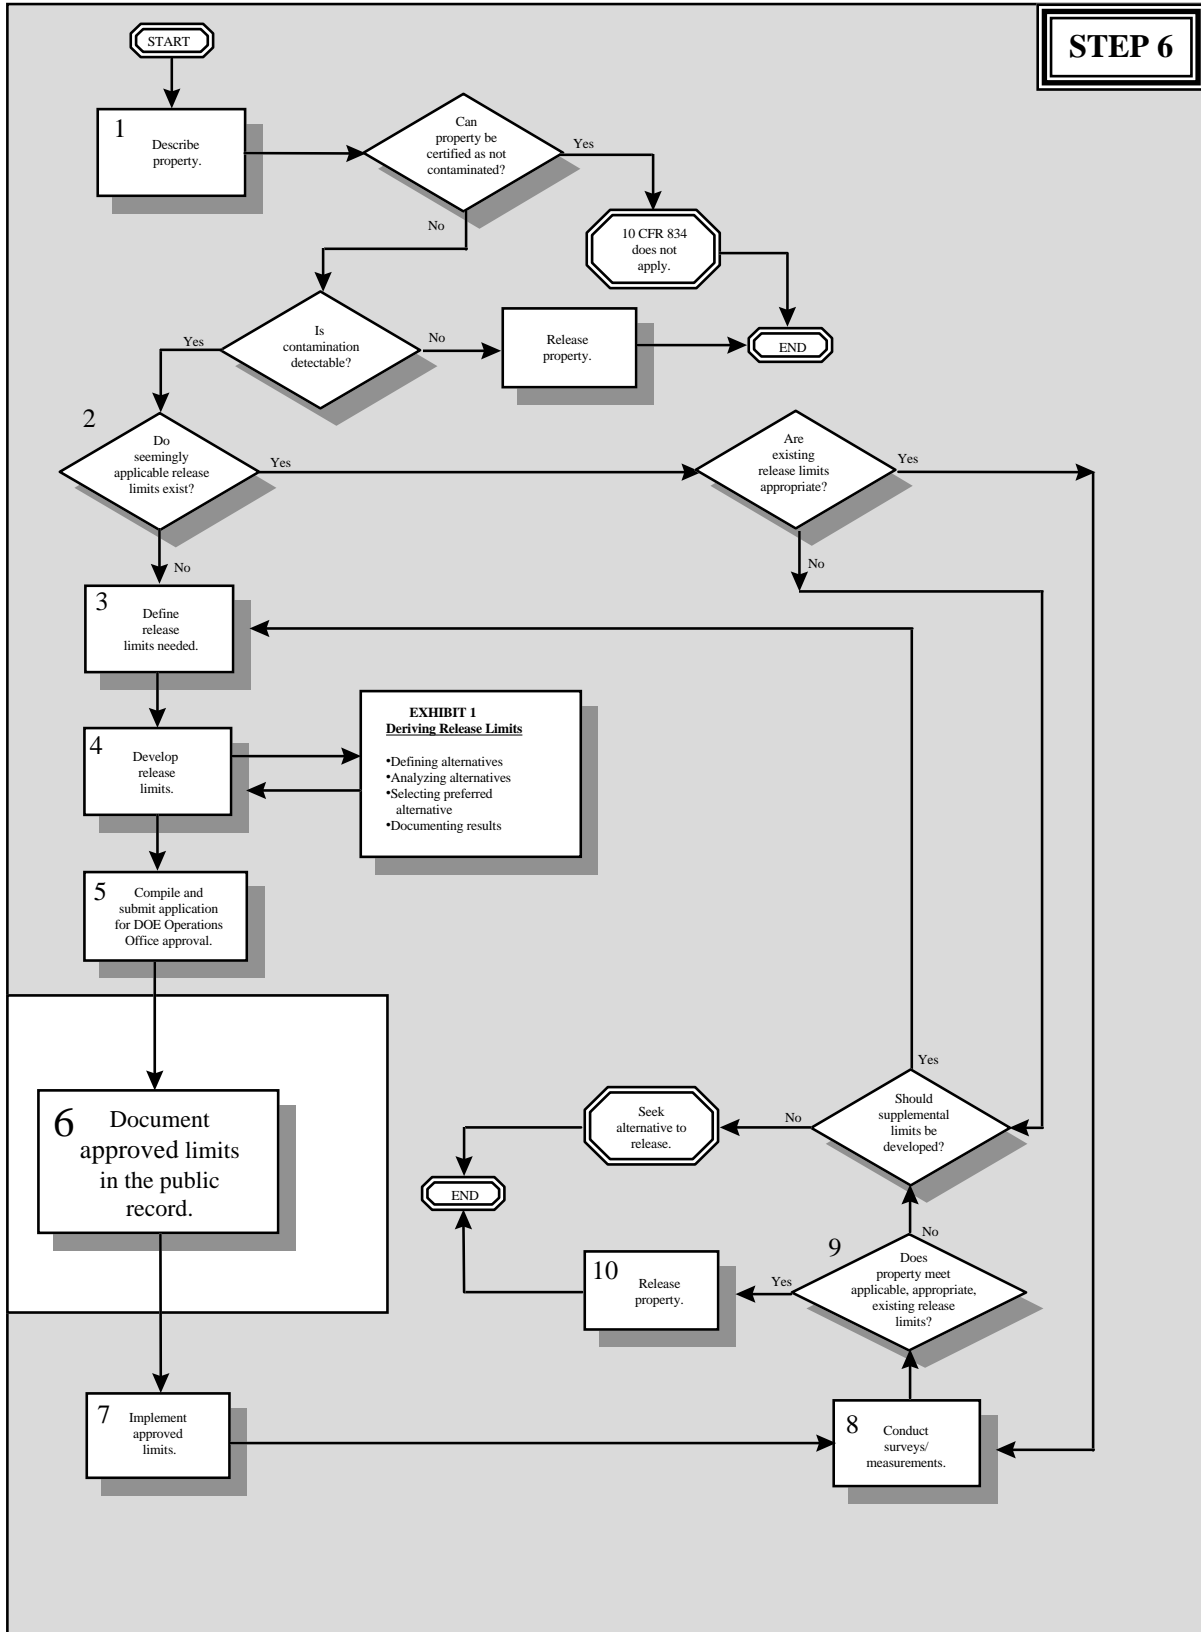 STEP 6
START
1
Describe
property.
Can
property be
certified as not
contaminated?
Yes
No
10 CFR 834
does not
apply.
Is
contamination
detectable?
Yes
No
Release
property.
END
2
Do
seemingly
applicable release
limits exist?
Yes
No
Are
existing
release limits
appropriate?
Yes
No
3
Define
release
limits needed.
4
Develop
release
limits.
EXHIBIT 1
Deriving Release Limits
•Defining alternatives
•Analyzing alternatives
•Selecting preferred
alternative
•Documenting results
5
Compile and
submit application
for DOE Operations
Office approval.
6
Document
approved limits
in the public
record.
Yes
Should
supplemental
limits be
developed?
No
Seek
alternative to
release.
END
No
9
Does
property meet
applicable, appropriate,
existing release
limits?
Yes
10
Release
property.
7
Implement
approved
limits.
8
Conduct
surveys/
measurements.